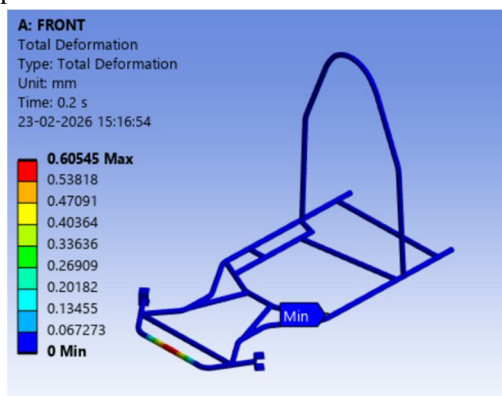 A: FRONT
Total Deformation
Type: Total Deformation
Unit: mm
Time: 0.2 s
23-02-2026 15:16:54
0.60545 Max
0.53818
0.47091
0.40364
0.33636
0.26909
0.20182
0.13455
0.067273
0 Min
Min